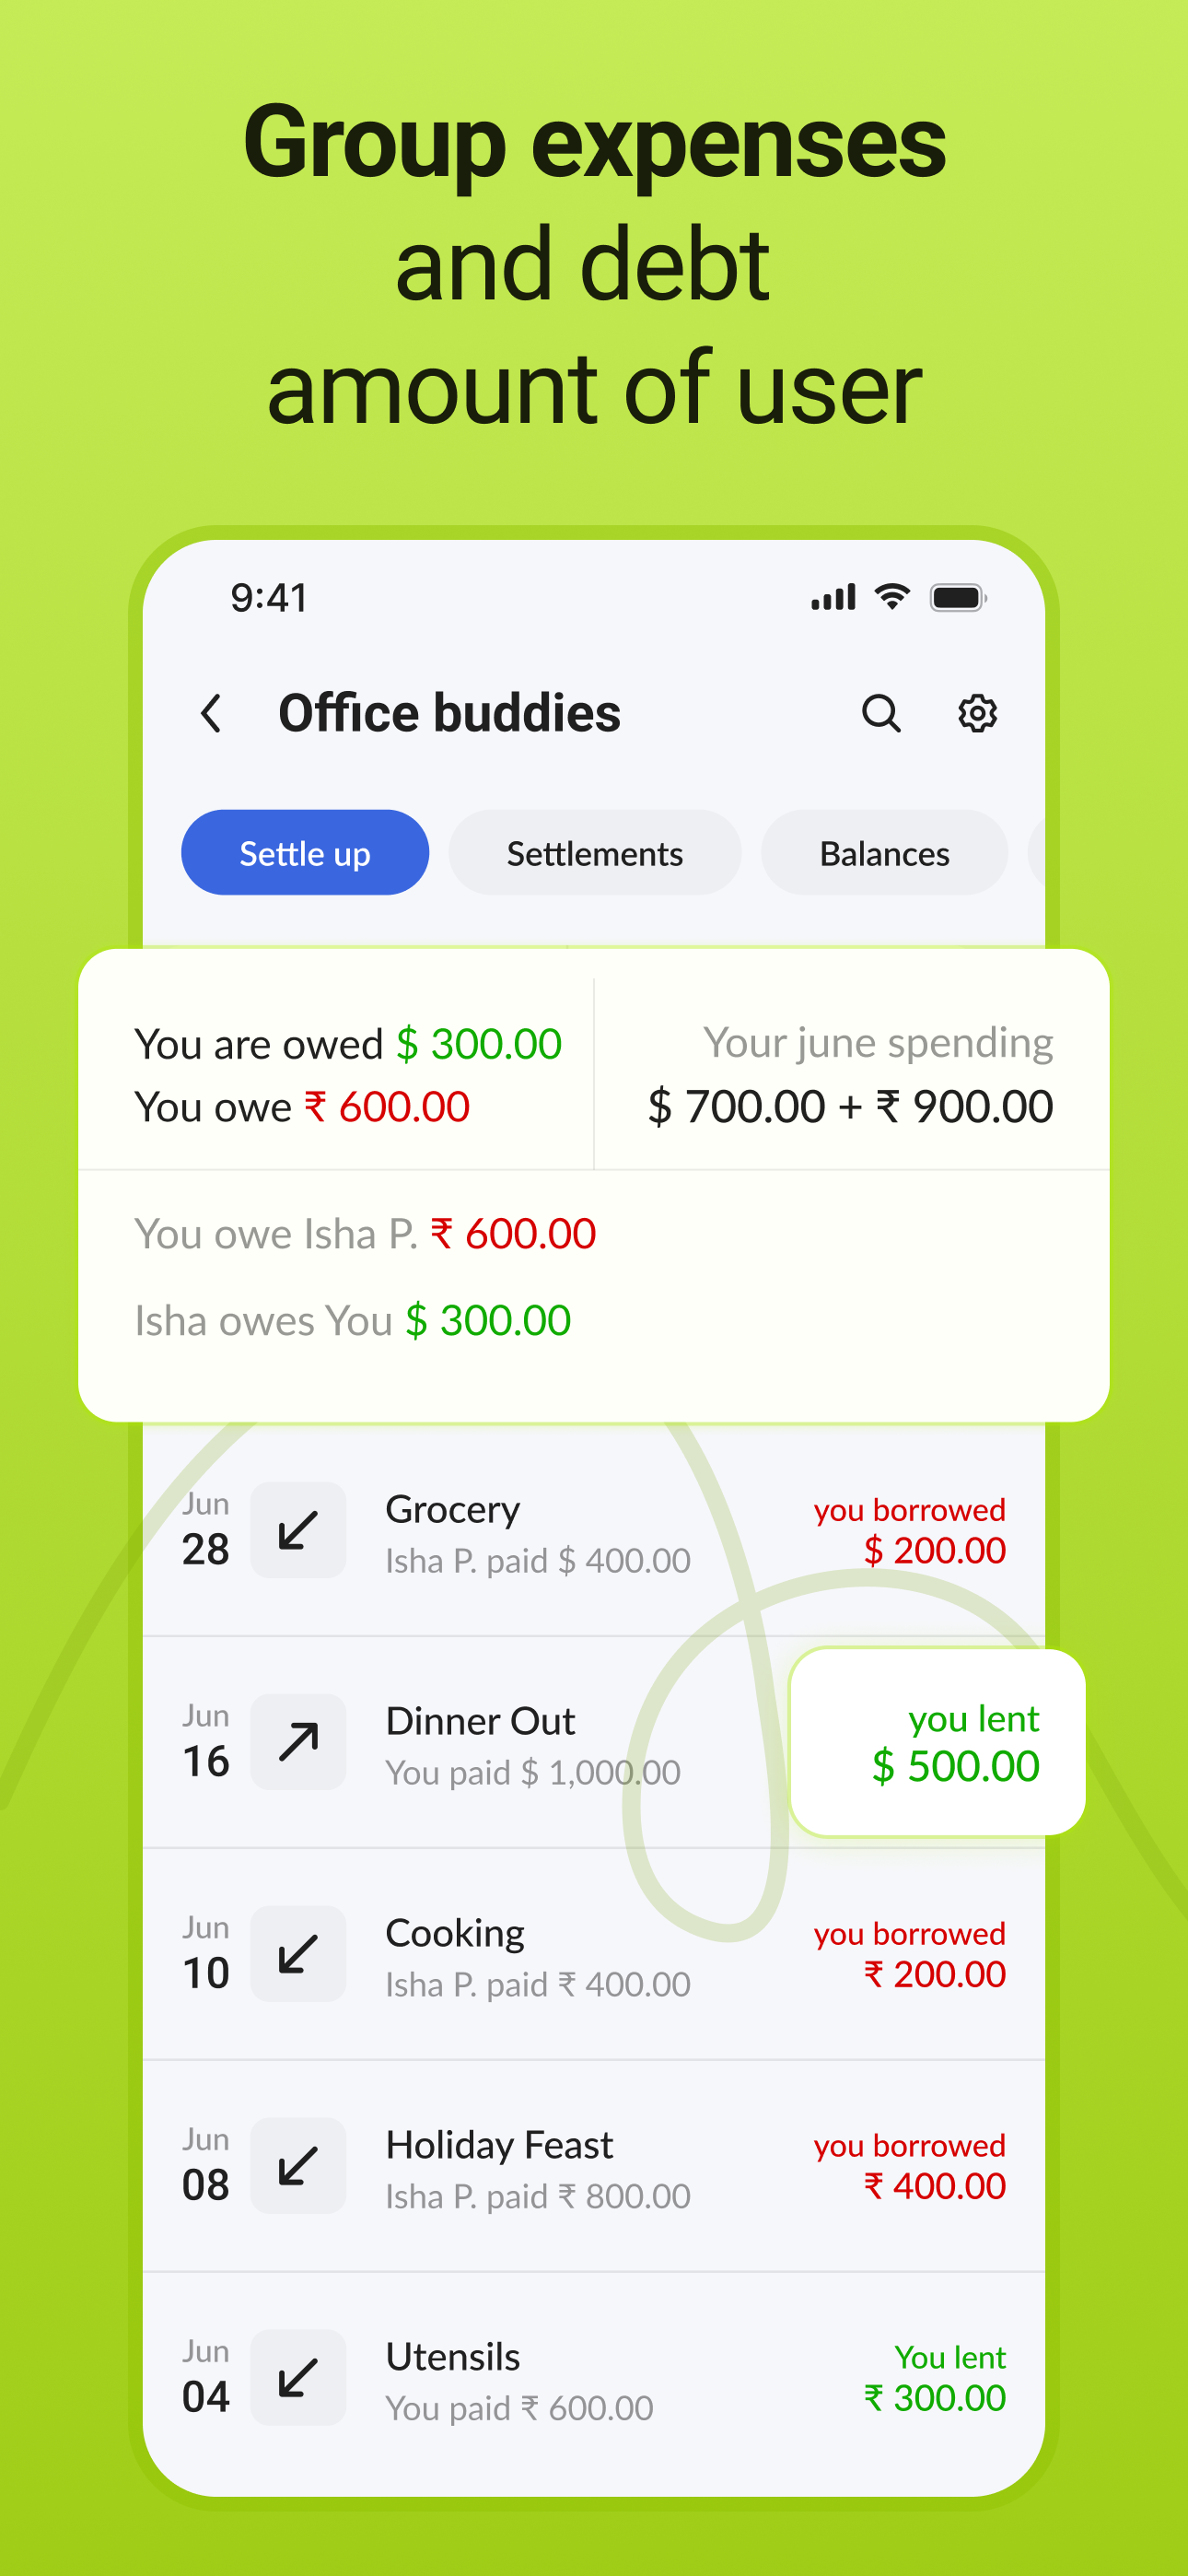 Group expenses
and debt
amount of user
9:41
Office buddies
Settle up
Settlements
Balances
You are owed $ 300.00
You owe ₹ 600.00
Your june spending
$ 700.00 + ₹ 900.00
You owe Isha P. ₹ 600.00
Isha owes You $ 300.00
Jun
28
Grocery
Isha P. paid $ 400.00
you borrowed
$ 200.00
Jun
16
Dinner Out
You paid $ 1,000.00
you lent
$ 500.00
Jun
10
Cooking
Isha P. paid ₹ 400.00
you borrowed
₹ 200.00
Jun
08
Holiday Feast
Isha P. paid ₹ 800.00
you borrowed
₹ 400.00
Jun
04
Utensils
You paid ₹ 600.00
You lent
₹ 300.00